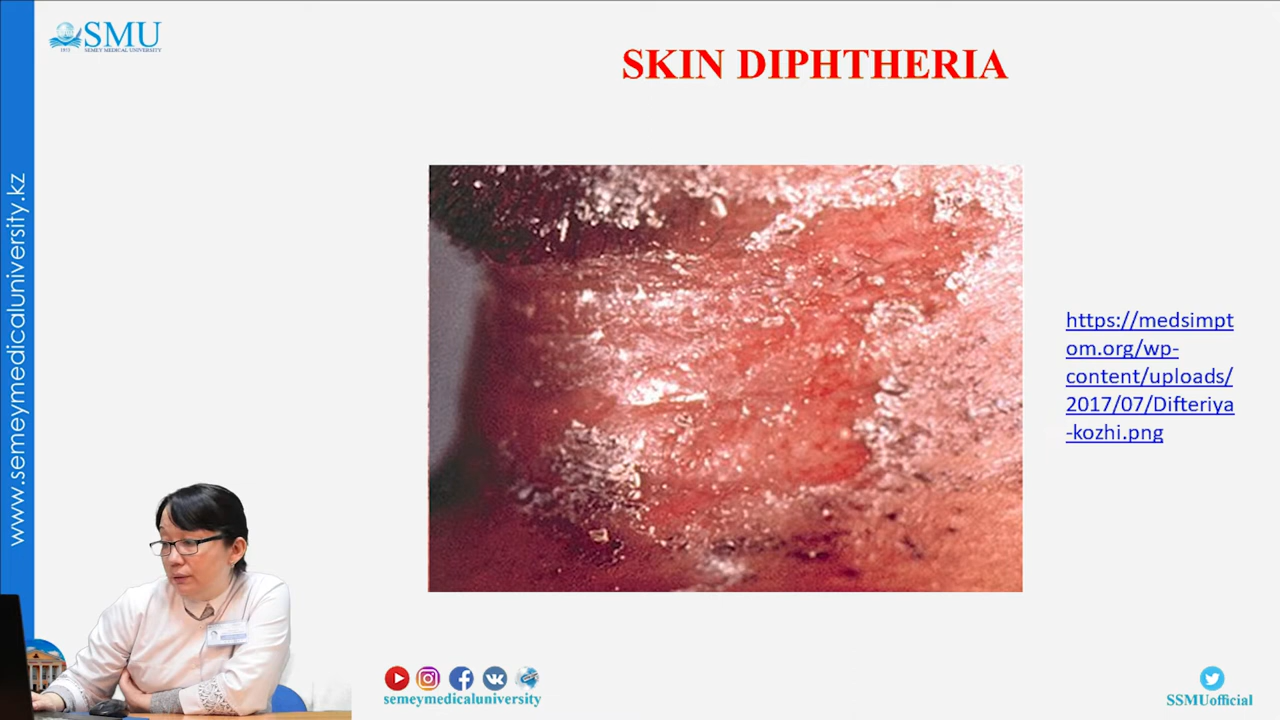 SMU
SEMEY MEDICAL UNIVERSITY
SKIN DIPHTHERIA
www.semeymedicaluniversity.kz
https://medsimpt
om.org/wp-
content/uploads/
2017/07/Difteriya
-kozhi.png
semeymedicaluniversity
SSMUofficial